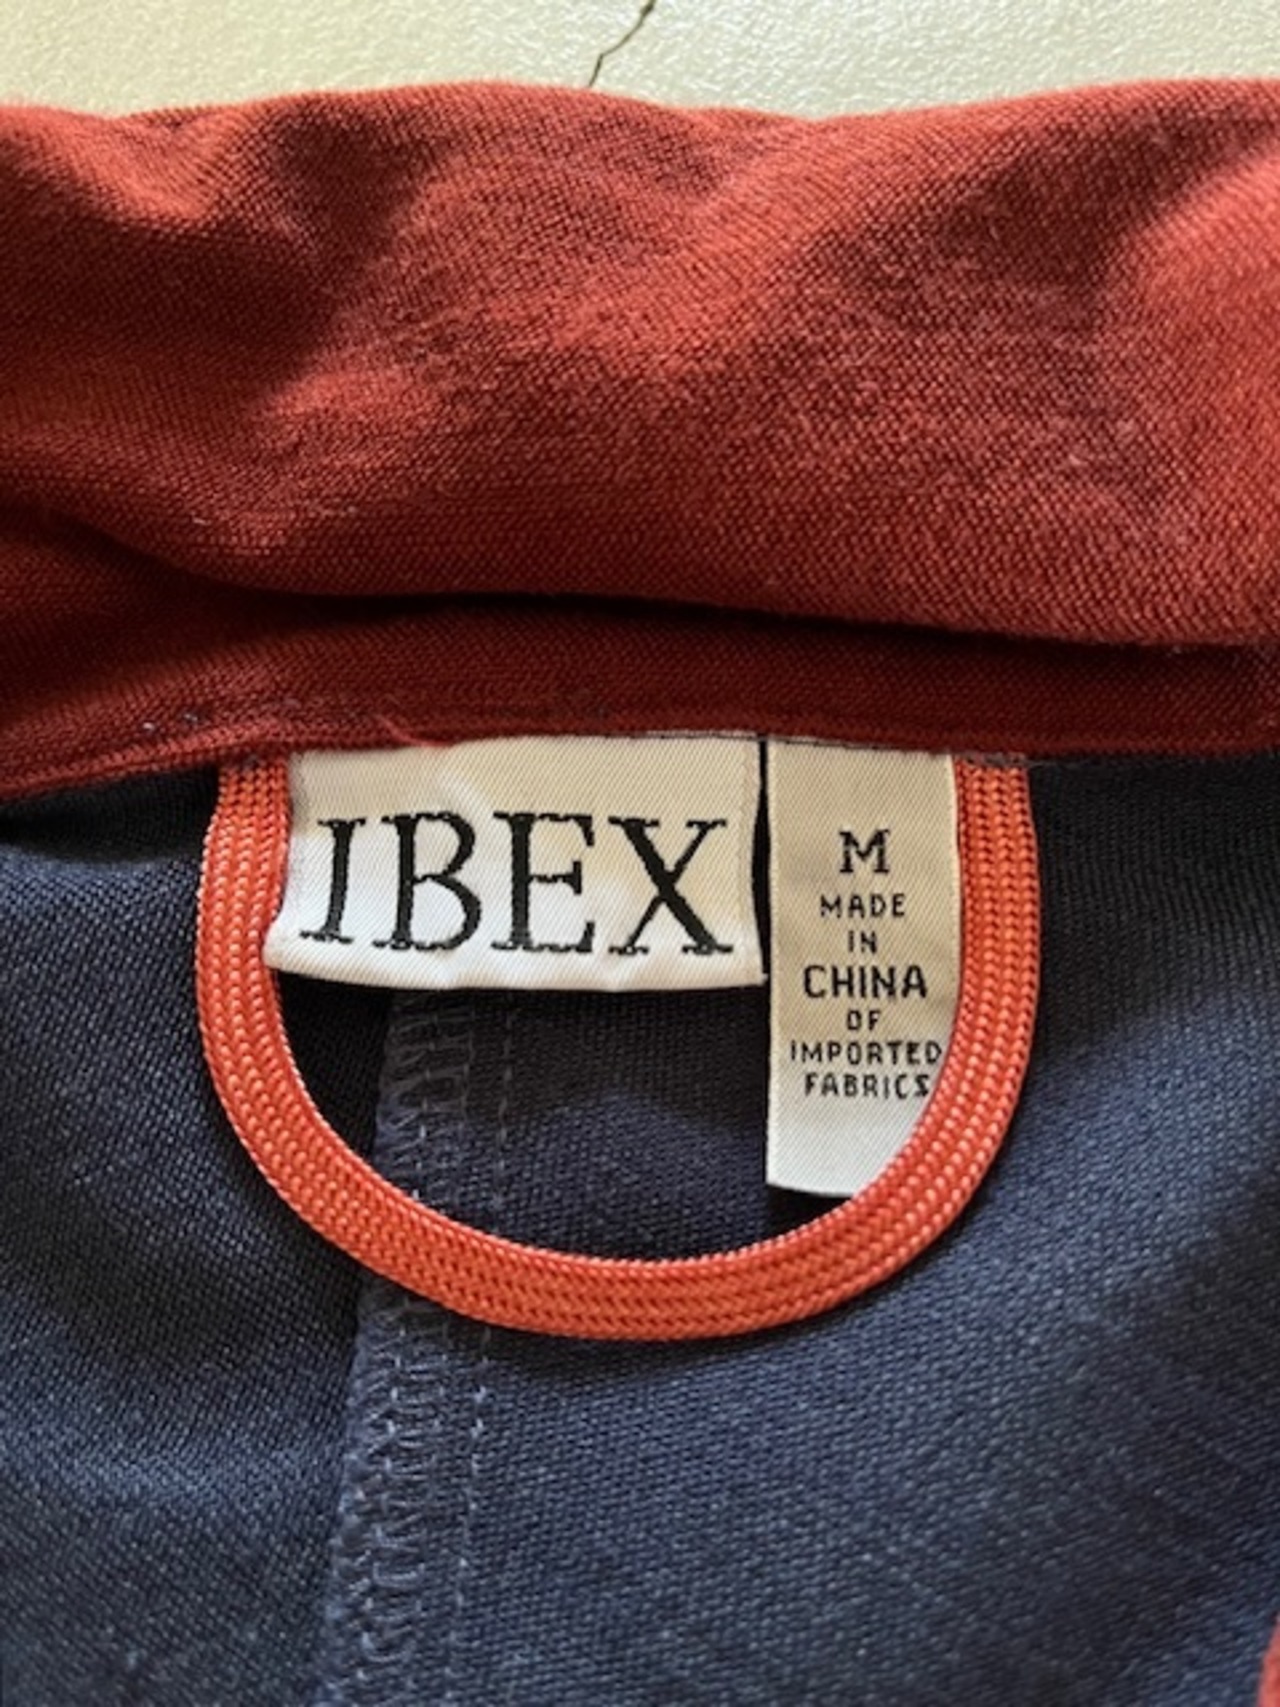 IBEX
M
MADE
IN
CHINA
OF
IMPORTED
FABRICS